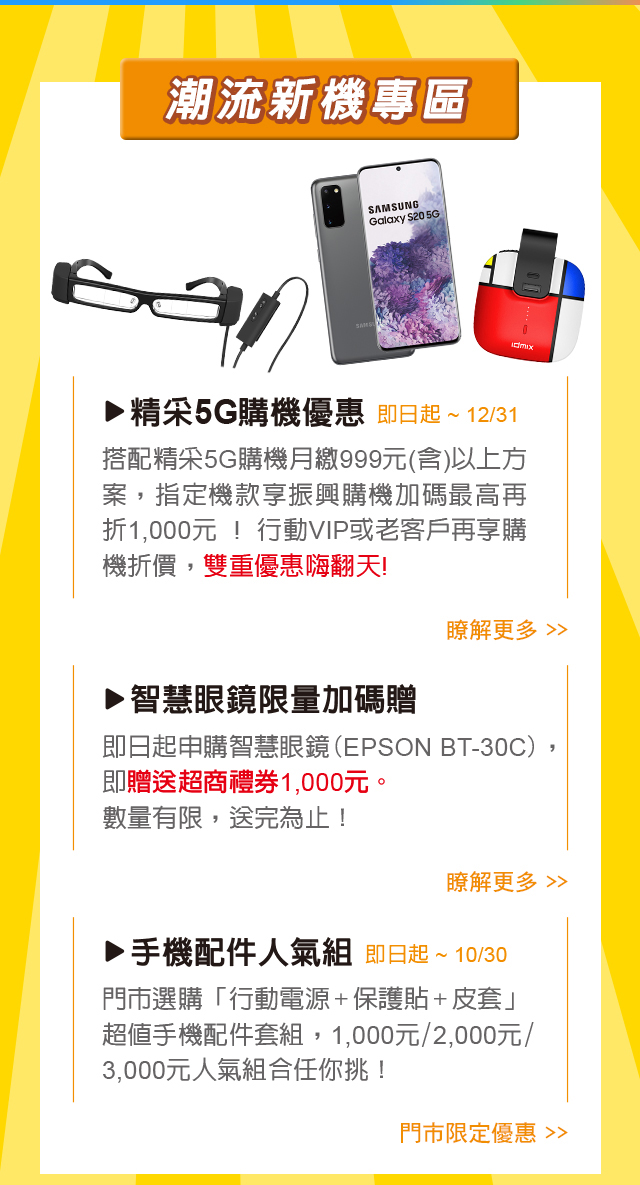 潮流新機專區
SAMSUNG
Galaxy S20 5G
idmix
▶精采5G購機優惠 即日起 ~ 12/31
搭配精采5G購機月繳999元(含)以上方
案，指定機款享振興購機加碼最高再
折1,000元 ! 行動VIP或老客戶再享購
機折價，雙重優惠嗨翻天!
瞭解更多 >>
▶智慧眼鏡限量加碼贈
即日起申購智慧眼鏡(EPSON BT-30C)，
即贈送超商禮券1,000元。
數量有限，送完為止！
瞭解更多 >>
▶手機配件人氣組 即日起 ~ 10/30
門市選購「行動電源+保護貼+皮套」
超值手機配件套組，1,000元/2,000元/
3,000元人氣組合任你挑！
門市限定優惠 >>